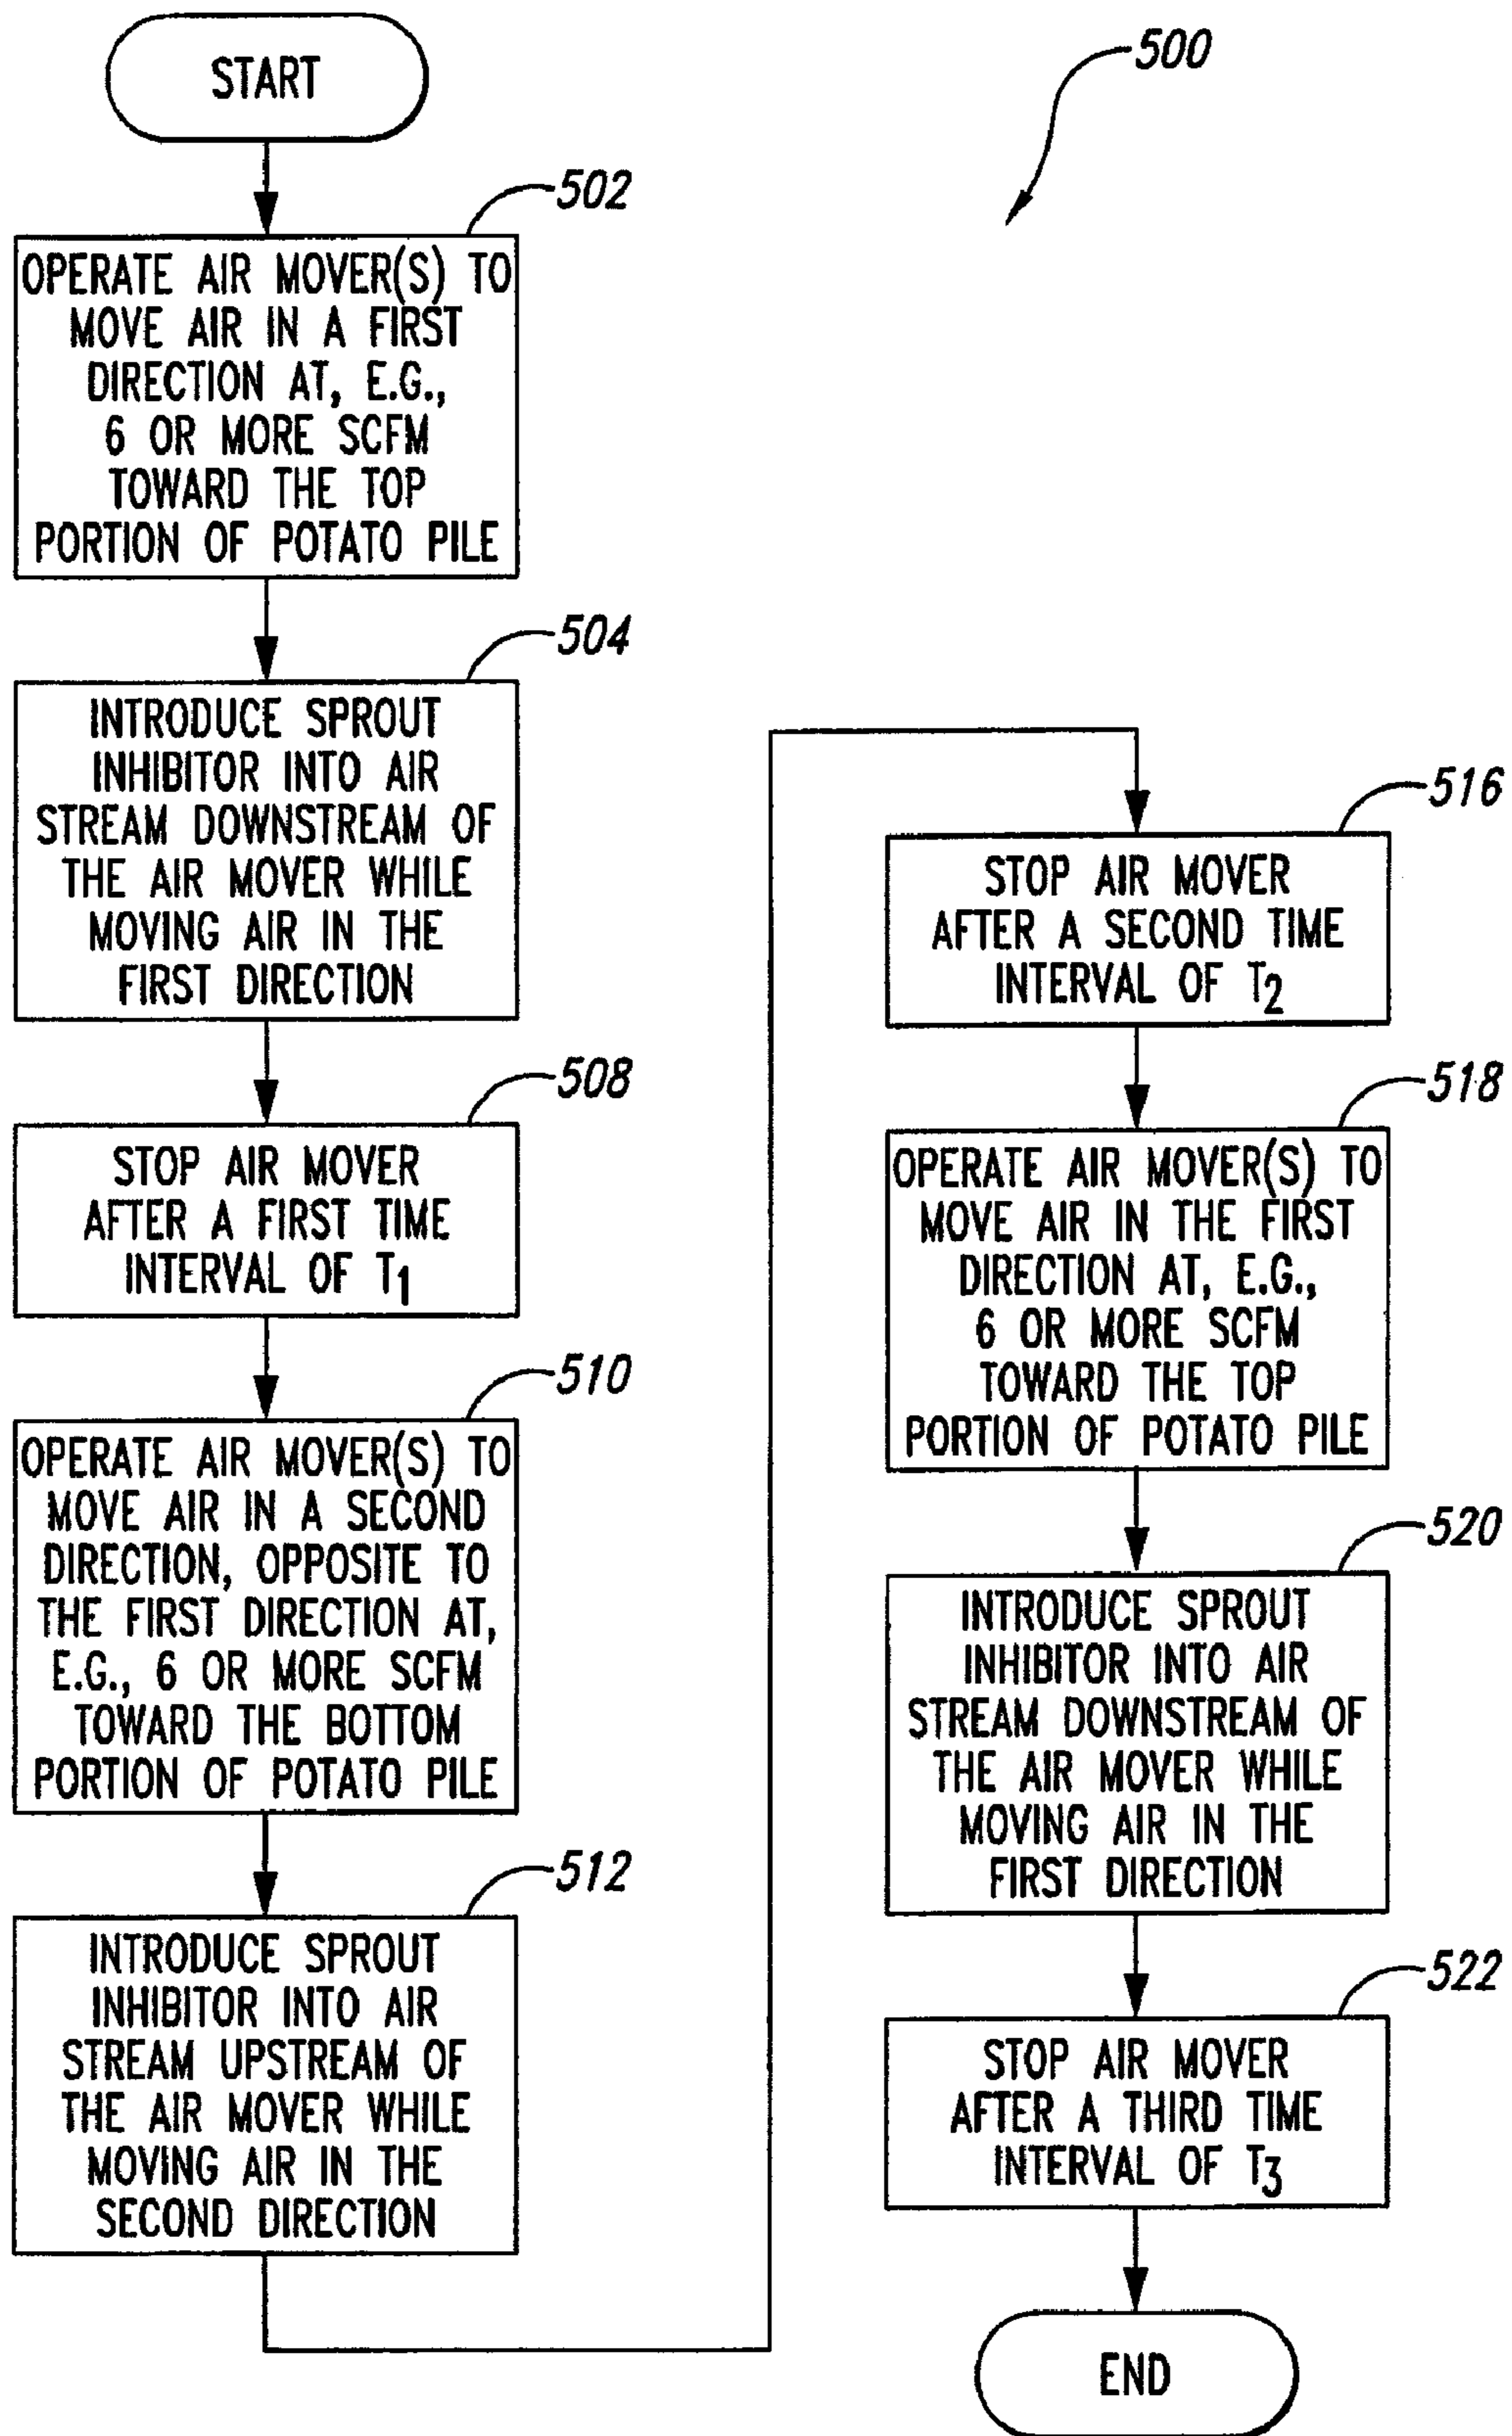 START
500
502
OPERATE AIR MOVER(S) TO
MOVE AIR IN A FIRST
DIRECTION AT, E.G.,
6 OR MORE SCFM
TOWARD THE TOP
PORTION OF POTATO PILE
504
INTRODUCE SPROUT
INHIBITOR INTO AIR
STREAM DOWNSTREAM OF
THE AIR MOVER WHILE
MOVING AIR IN THE
FIRST DIRECTION
508
STOP AIR MOVER
AFTER A FIRST TIME
INTERVAL OF T1
510
OPERATE AIR MOVER(S) TO
MOVE AIR IN A SECOND
DIRECTION, OPPOSITE TO
THE FIRST DIRECTION AT,
E.G., 6 OR MORE SCFM
TOWARD THE BOTTOM
PORTION OF POTATO PILE
512
INTRODUCE SPROUT
INHIBITOR INTO AIR
STREAM UPSTREAM OF
THE AIR MOVER WHILE
MOVING AIR IN THE
SECOND DIRECTION
516
STOP AIR MOVER
AFTER A SECOND TIME
INTERVAL OF T2
518
OPERATE AIR MOVER(S) TO
MOVE AIR IN THE FIRST
DIRECTION AT, E.G.,
6 OR MORE SCFM
TOWARD THE TOP
PORTION OF POTATO PILE
520
INTRODUCE SPROUT
INHIBITOR INTO AIR
STREAM DOWNSTREAM OF
THE AIR MOVER WHILE
MOVING AIR IN THE
FIRST DIRECTION
522
STOP AIR MOVER
AFTER A THIRD TIME
INTERVAL OF T3
END